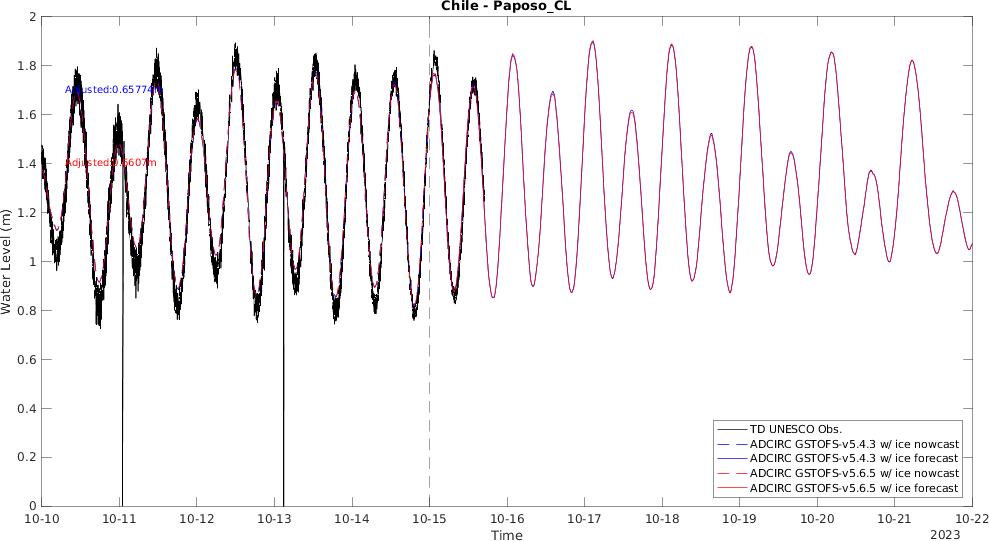 Chile - Paposo_CL
2
1.8
1.6
1.4
1.2
1
0.8
0.6
0.4
0.2
0
Water Level (m)
Adjusted:0.65774m
Adjusted:0.6607m
TD UNESCO Obs.
ADCIRC GSTOFS-v5.4.3 w/ ice nowcast
ADCIRC GSTOFS-v5.4.3 w/ ice forecast
ADCIRC GSTOFS-v5.6.5 w/ ice nowcast
ADCIRC GSTOFS-v5.6.5 w/ ice forecast
10-10 10-11 10-12 10-13 10-14 10-15 10-16 10-17 10-18 10-19 10-20 10-21 10-22
Time
2023